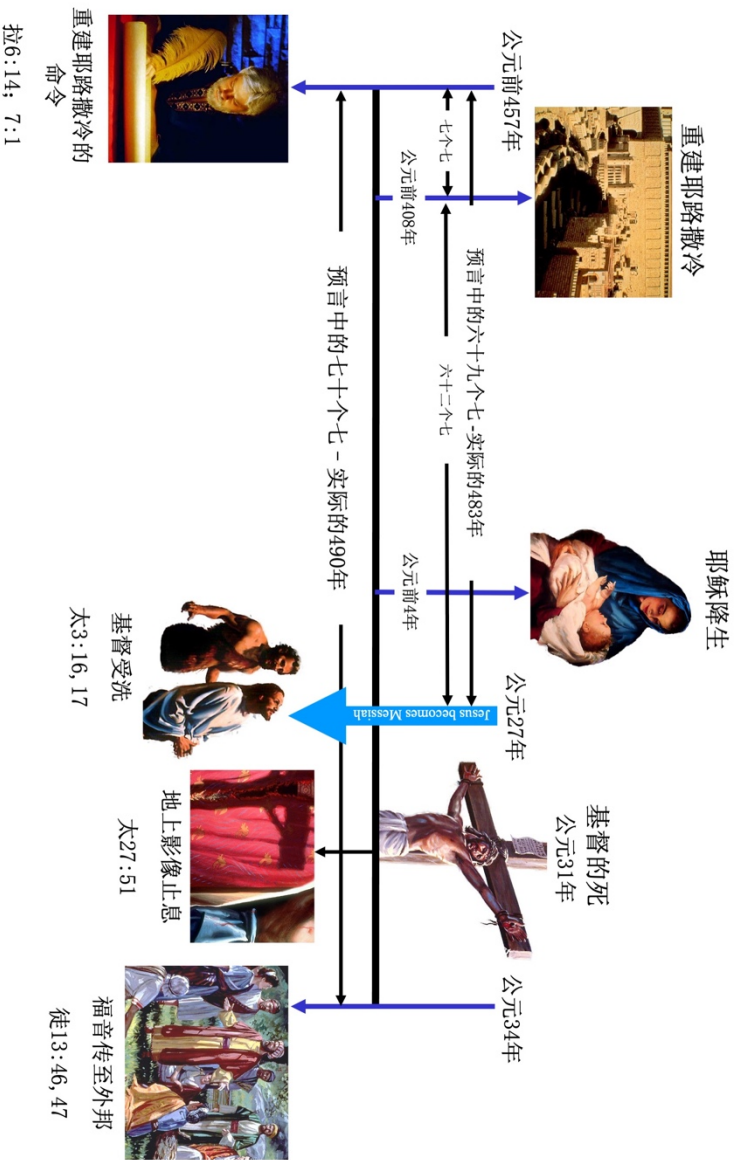 公元前457年
重建耶路撒冷
耶稣降生
公元27年
基督的死
公元31年
公元34年
七个七
预言中的六十九个七-实际的483年
六十二个七
公元前408年
公元前4年
Jesus becomes Messiah
预言中的七十个七 - 实际的490年
重建耶路撒冷的
命令
拉6:14; 7:1
基督受洗
太3:16,17
地上影像止息
太27:51
福音传至外邦
徒13:46,47